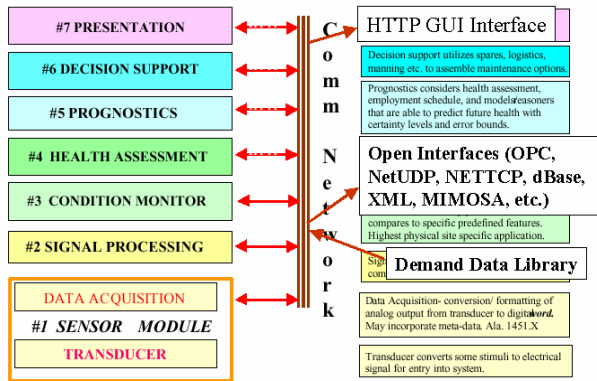 #7 PRESENTATION
#6 DECISION SUPPORT
#5 PROGNOSTICS
#4 HEALTH ASSESSMENT
#3 CONDITION MONITOR
#2 SIGNAL PROCESSING
DATA ACQUISITION
#1 SENSOR MODULE
TRANSDUCER
Comm Network
HTTP GUI Interface
Decision support utilizes spares, logistics,
manning etc. to assemble maintenance options.
Prognostics considers health assessment,
employment schedule, and models/reasoners
that are able to predict future health with
certainty levels and error bounds.
Open Interfaces (OPC,
NetUDP, NETTCP, dBase,
XML, MIMOSA, etc.)
compares to specific predefined features.
Highest physical site specific application.
Demand Data Library
Data Acquisition- conversion/ formatting of
analog output from transducer to digital word.
May incorporate meta-data. Ala. 1451.X
Transducer converts some stimuli to electrical
signal for entry into system.